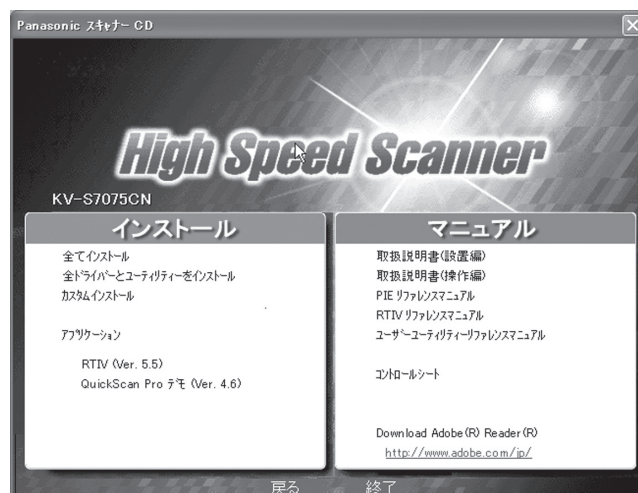 Panasonic スキャナー CD
High Speed Scanner
KV-S7075CN
インストール
全てインストール
全ドライバーとユーティリティーをインストール
カスタムインストール
アプリケーション
RTIV (Ver. 5.5)
QuickScan Pro デモ (Ver. 4.6)
マニュアル
取扱説明書(設置編)
取扱説明書(操作編)
PIE リファレンスマニュアル
RTIV リファレンスマニュアル
ユーザーユーティリティーリファレンスマニュアル
コントロールシート
Download Adobe(R) Reader(R)
http://www.adobe.com/jp/
戻る 終了